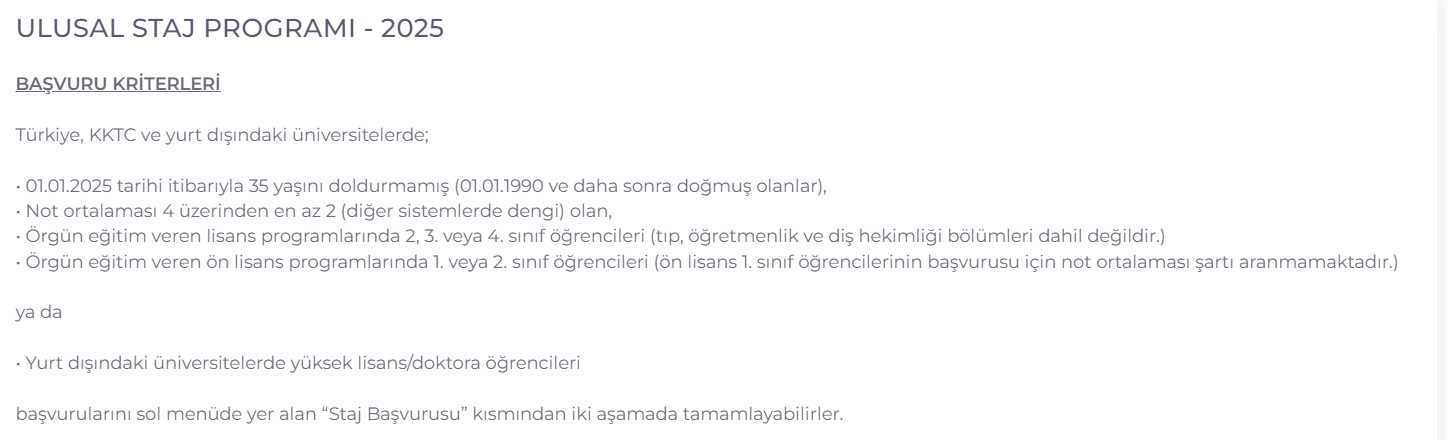 ULUSAL STAJ PROGRAMI - 2025
BAŞVURU KRİTERLERİ
Türkiye, KKTC ve yurt dışındaki üniversitelerde;
• 01.01.2025 tarihi itibarıyla 35 yaşını doldurmamış (01.01.1990 ve daha sonra doğmuş olanlar),
• Not ortalaması 4 üzerinden en az 2 (diğer sistemlerde dengi) olan,
• Örgün eğitim veren lisans programlarında 2, 3. veya 4. sınıf öğrencileri (tıp, öğretmenlik ve diş hekimliği bölümleri dahil değildir.)
• Örgün eğitim veren ön lisans programlarında 1. veya 2. sınıf öğrencileri (ön lisans 1. sınıf öğrencilerinin başvurusu için not ortalaması şartı aranmamaktadır.)
ya da
• Yurt dışındaki üniversitelerde yüksek lisans/doktora öğrencileri
başvurularını sol menüde yer alan “Staj Başvurusu” kısmından iki aşamada tamamlayabilirler.